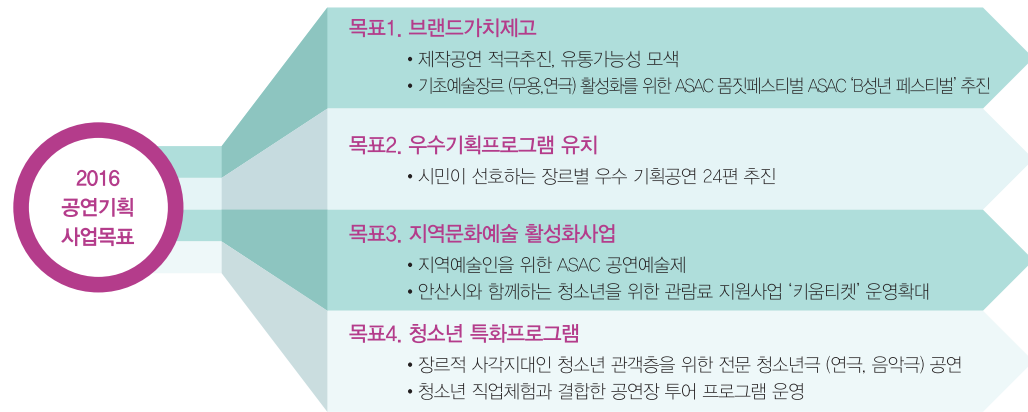 2016
공연기획
사업목표
목표1. 브랜드가치제고
• 제작공연 적극추진, 유통가능성 모색
• 기초예술장르 (무용,연극) 활성화를 위한 ASAC 몸짓페스티벌 ASAC ‘B성년 페스티벌’ 추진
목표2. 우수기획프로그램 유치
• 시민이 선호하는 장르별 우수 기획공연 24편 추진
목표3. 지역문화예술 활성화사업
• 지역예술인을 위한 ASAC 공연예술제
• 안산시와 함께하는 청소년을 위한 관람료 지원사업 ‘키움티켓’ 운영확대
목표4. 청소년 특화프로그램
• 장르적 사각지대인 청소년 관객층을 위한 전문 청소년극 (연극, 음악극) 공연
• 청소년 직업체험과 결합한 공연장 투어 프로그램 운영